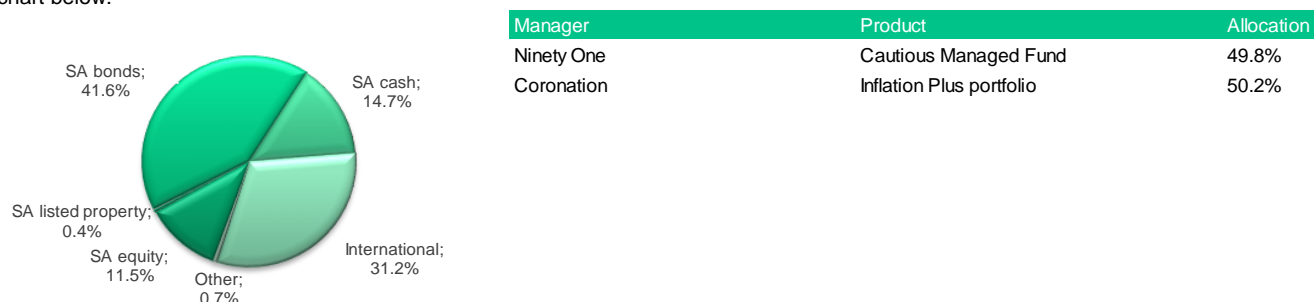 chart below.
SA bonds;
41.6%
SA cash;
14.7%
SA listed property;
0.4%
SA equity;
11.5%
Other;
0.7%
International;
31.2%
Manager Product Allocation
Ninety One Cautious Managed Fund 49.8%
Coronation Inflation Plus portfolio 50.2%